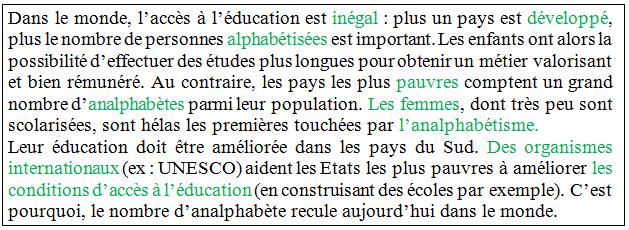 Dans le monde, l’accès à l’éducation est inégal : plus un pays est développé,
plus le nombre de personnes alphabétisées est important. Les enfants ont alors la
possibilité d’effectuer des études plus longues pour obtenir un métier valorisant
et bien rémunéré. Au contraire, les pays les plus pauvres comptent un grand
nombre d’analphabètes parmi leur population. Les femmes, dont très peu sont
scolarisées, sont hélas les premières touchées par l’analphabétisme.
Leur éducation doit être améliorée dans les pays du Sud. Des organismes
internationaux (ex : UNESCO) aident les Etats les plus pauvres à améliorer les
conditions d’accès à l’éducation (en construisant des écoles par exemple). C’est
pourquoi, le nombre d’analphabète recule aujourd’hui dans le monde.